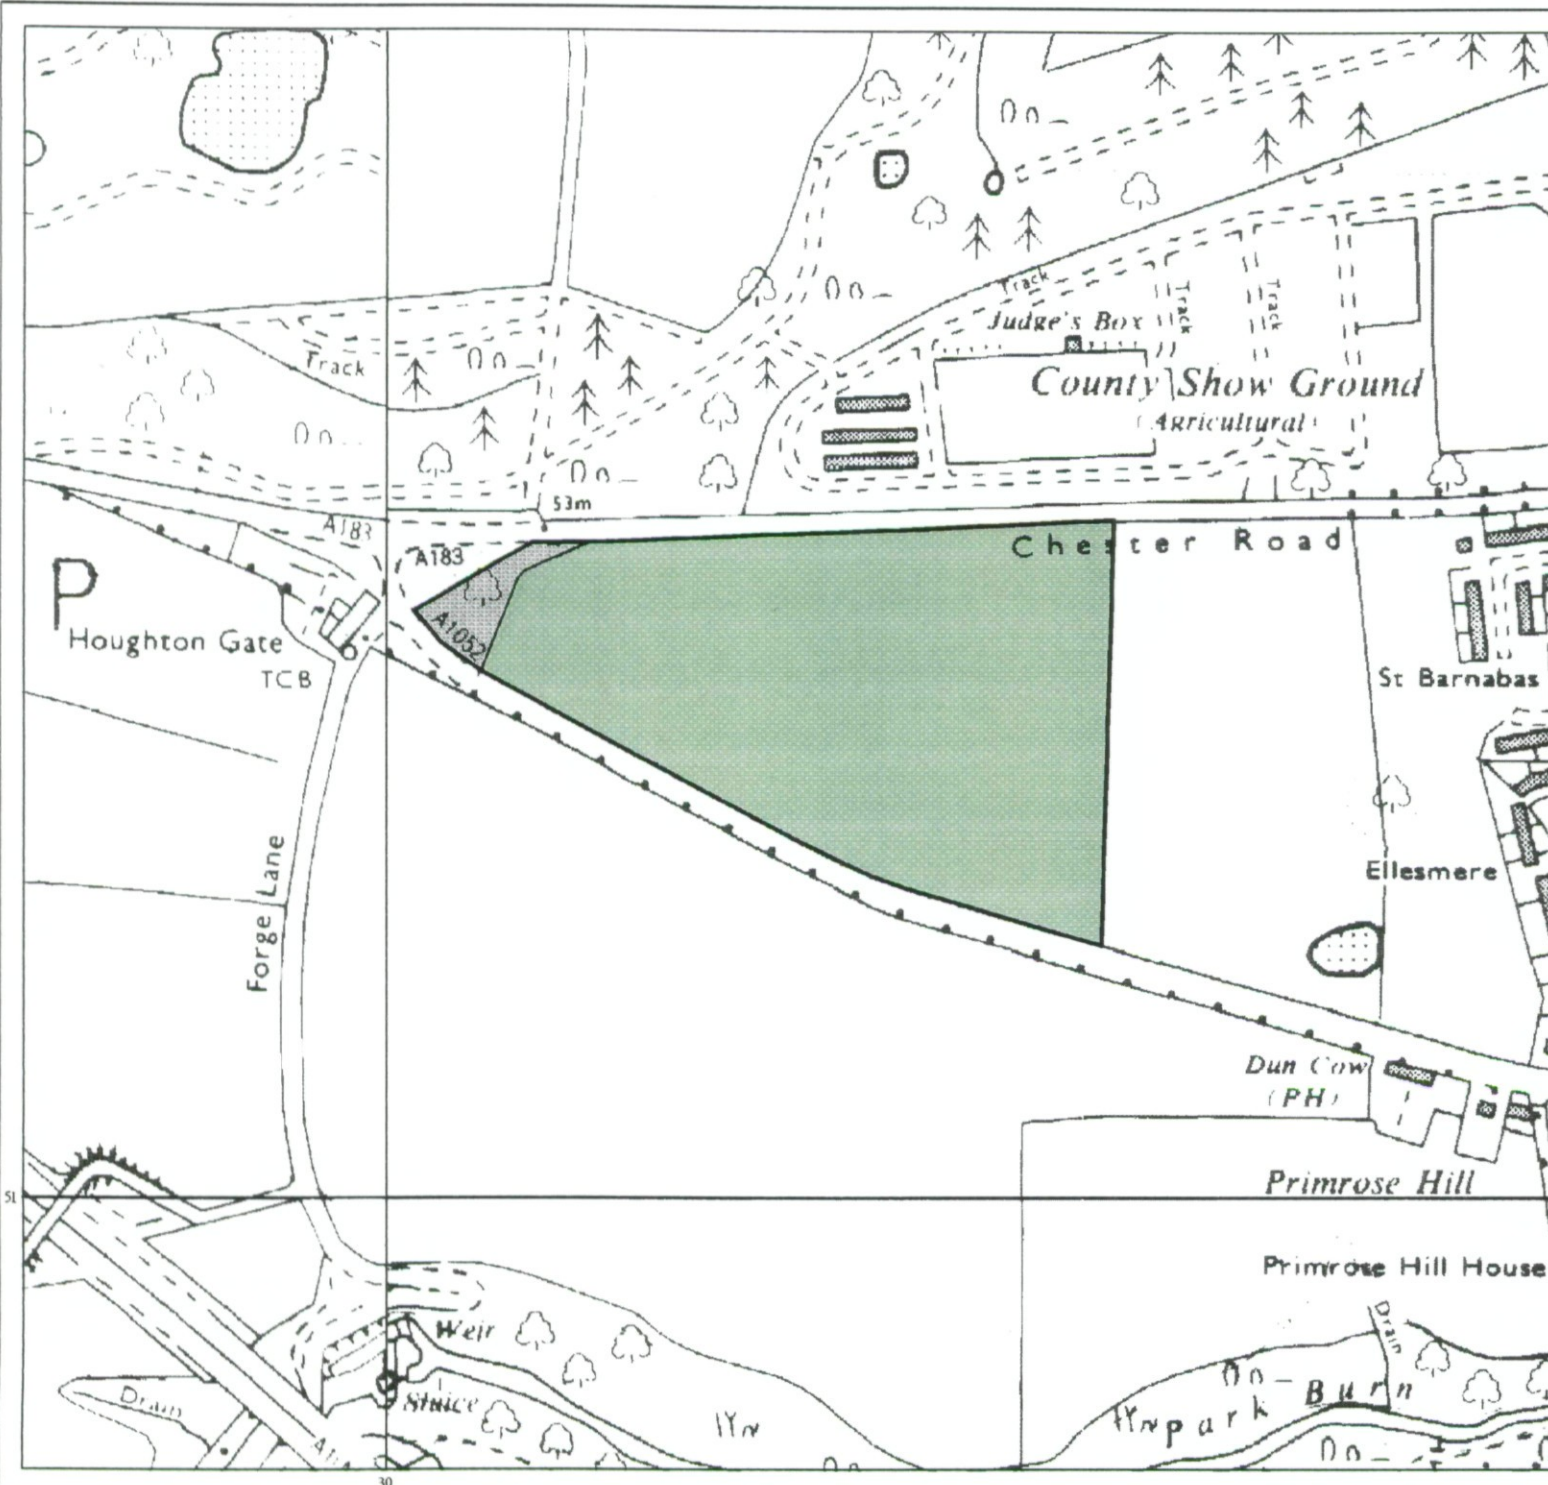 Track
Judge's Box
Track
Track
Track
County Show Ground
(Agricultural)
53m
A183
A183
Chester Road
P
A1052
Houghton Gate
TCB
St Barnabas
Ellesmere
Forge Lane
Dun Cow
(PH)
Primrose Hill
51
Primrose Hill House
Drain
Weir
Drain
Sluice
Park Burn
30